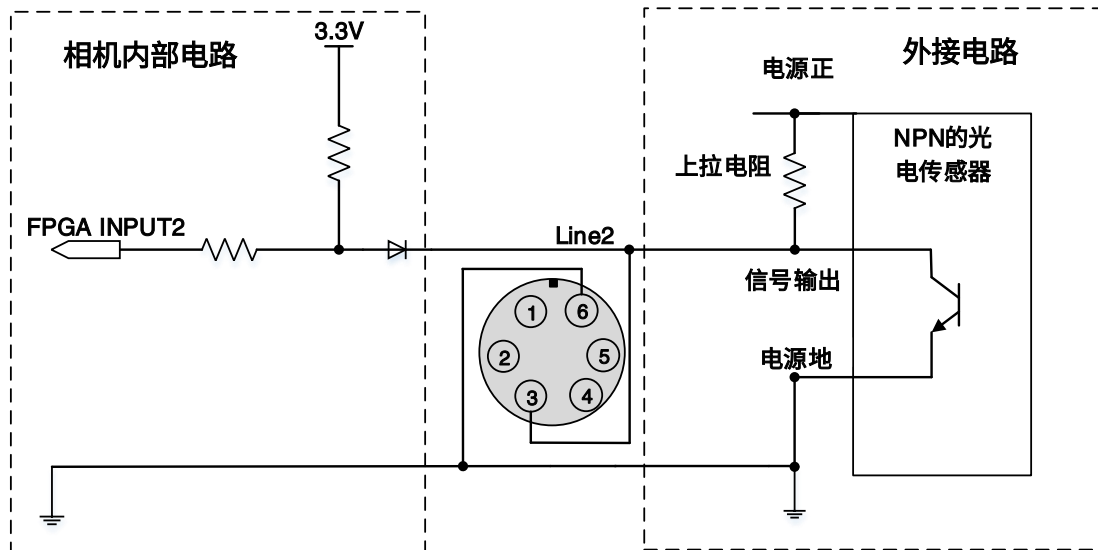 相机内部电路
3.3V
FPGA INPUT2
Line2
1
6
2
5
3
4
外接电路
电源正
上拉电阻
NPN的光
电传感器
信号输出
电源地